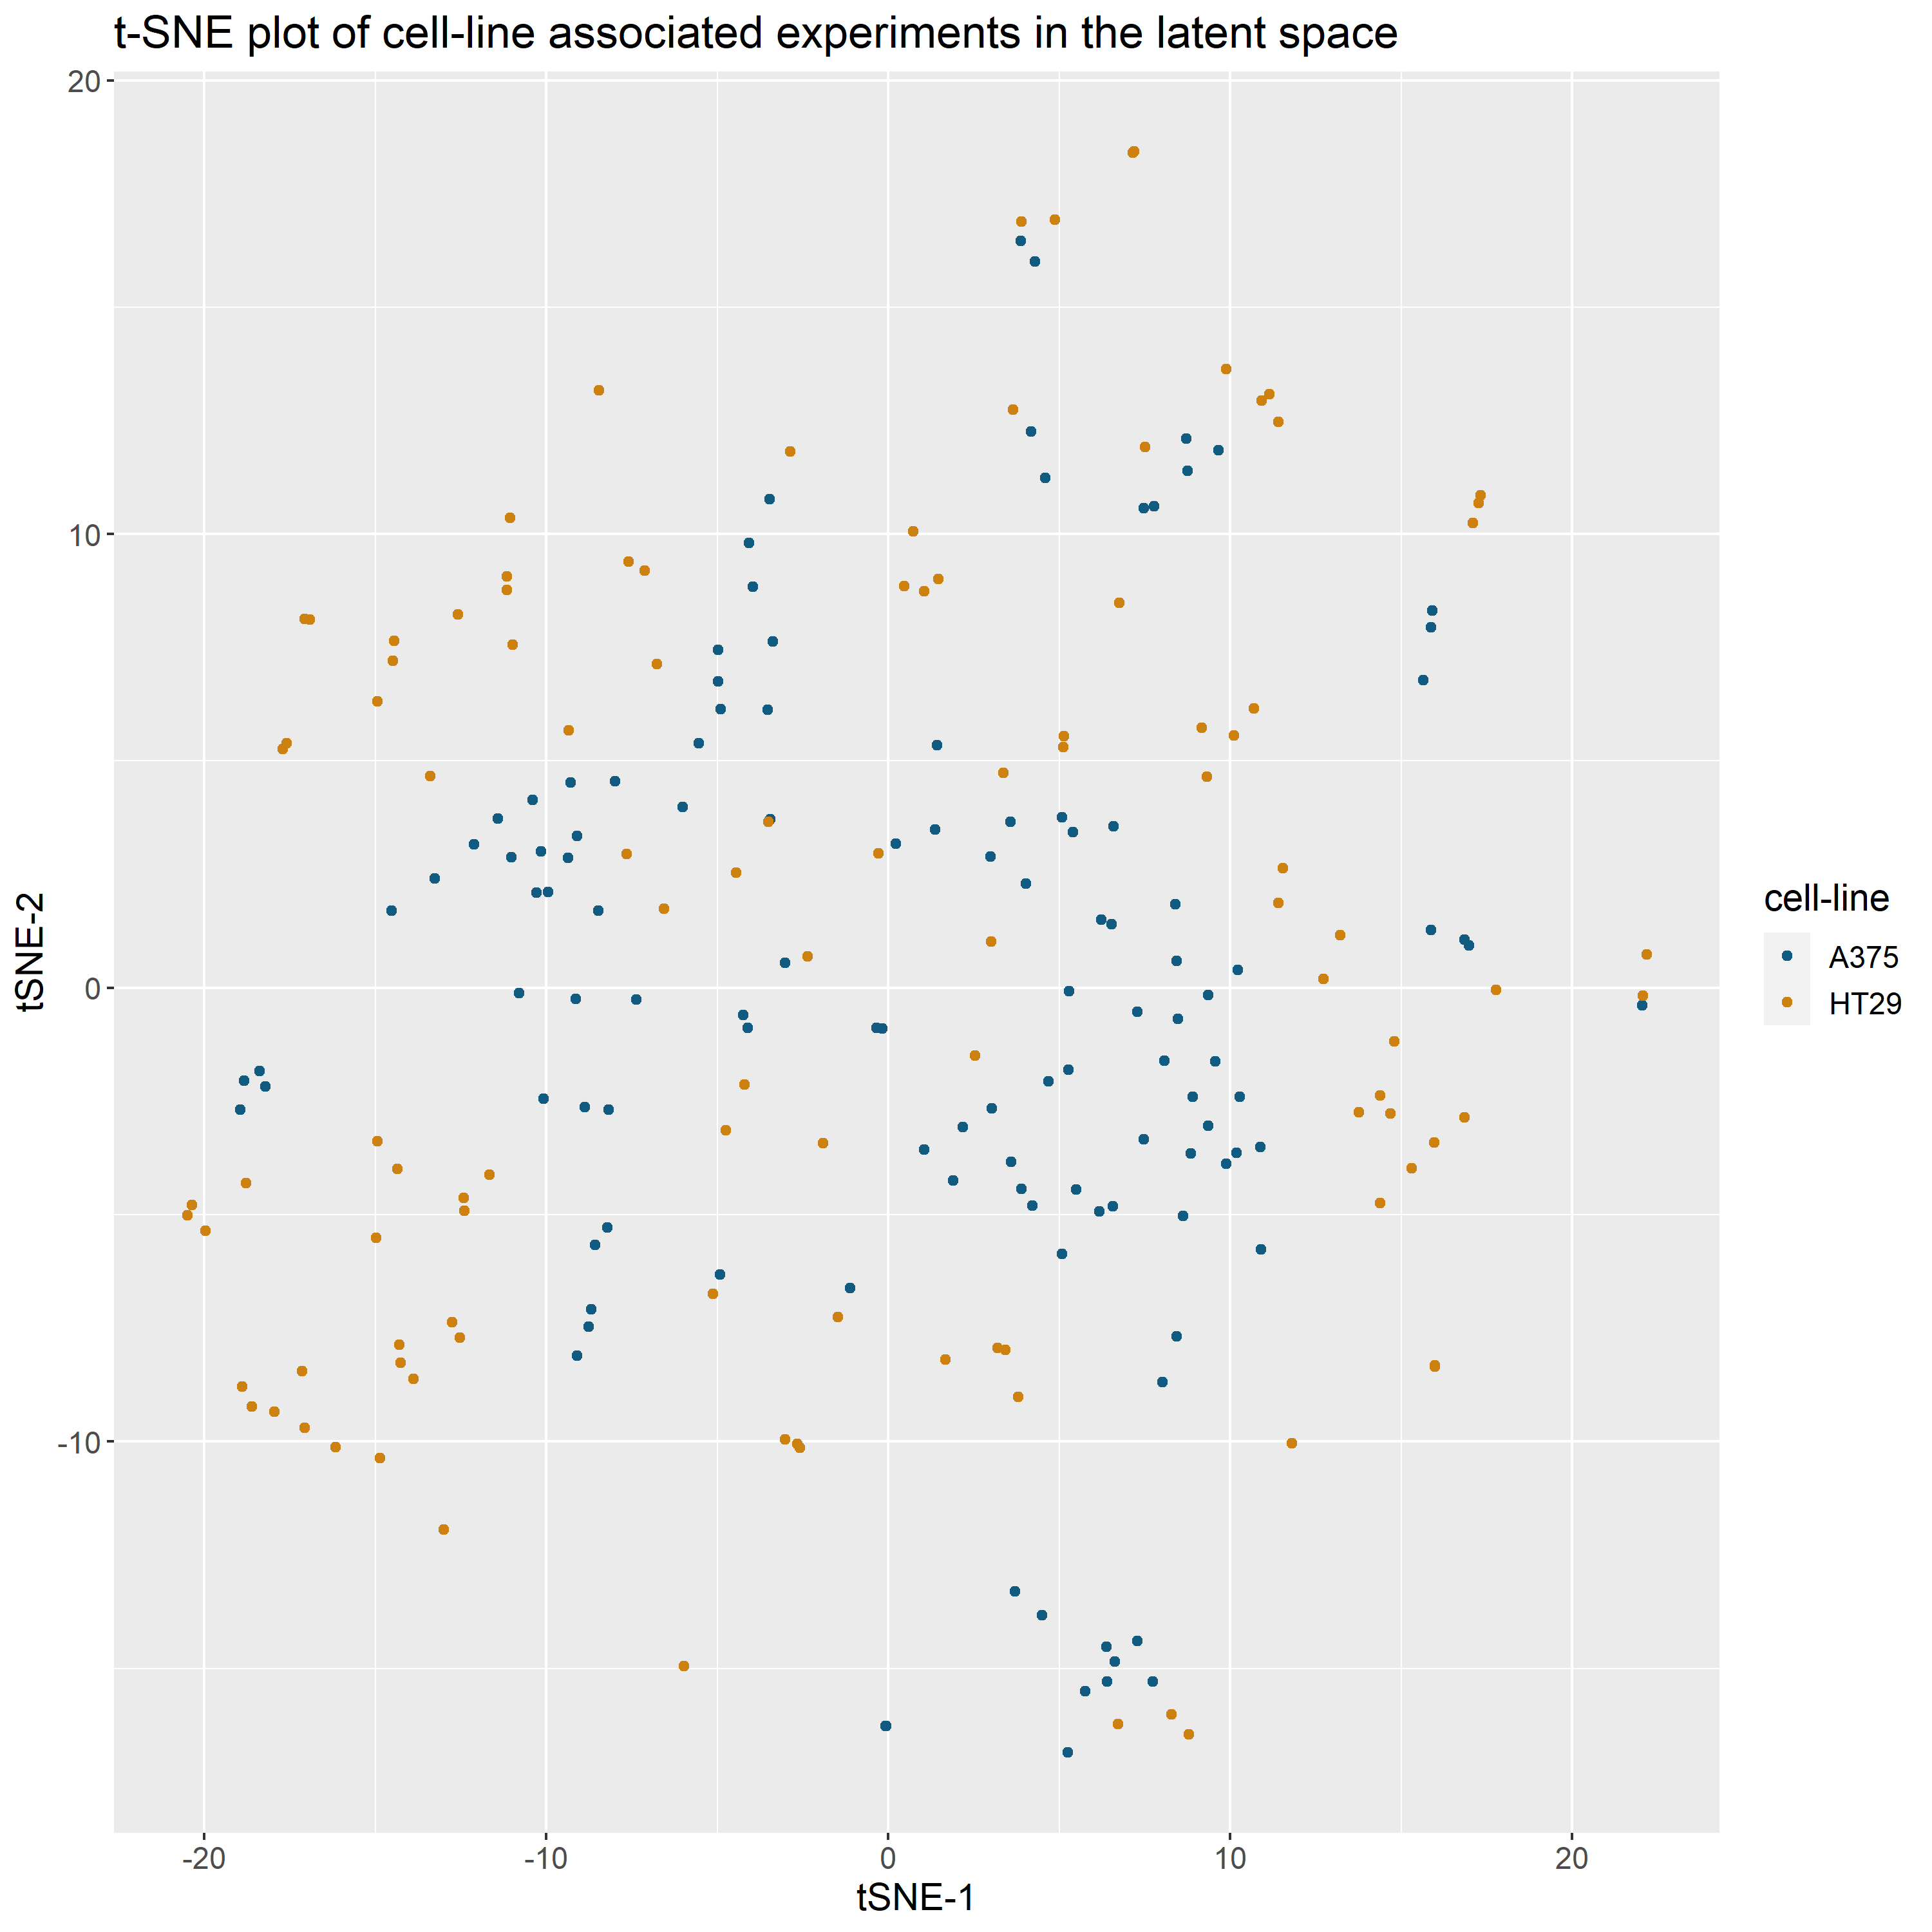 t-SNE plot of cell-line associated experiments in the latent space
20
10
0
-10
tSNE-2
-20
-10
0
10
20
tSNE-1
cell-line
A375
HT29